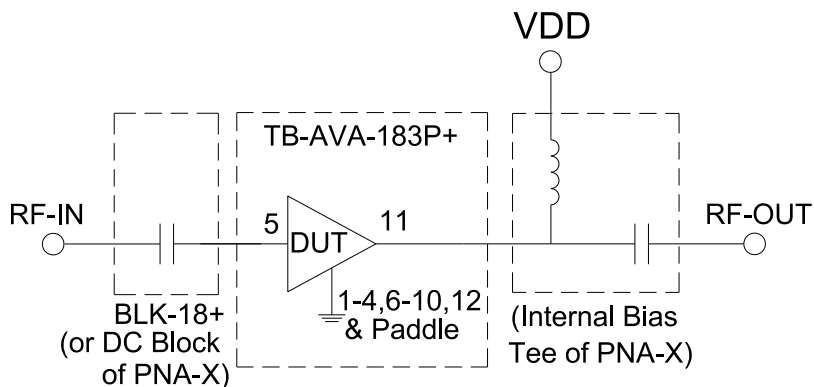 VDD
TB-AVA-183P+
RF-IN
5
DUT
11
RF-OUT
1-4,6-10,12
& Paddle
BLK-18+
(or DC Block
of PNA-X)
(Internal Bias
Tee of PNA-X)